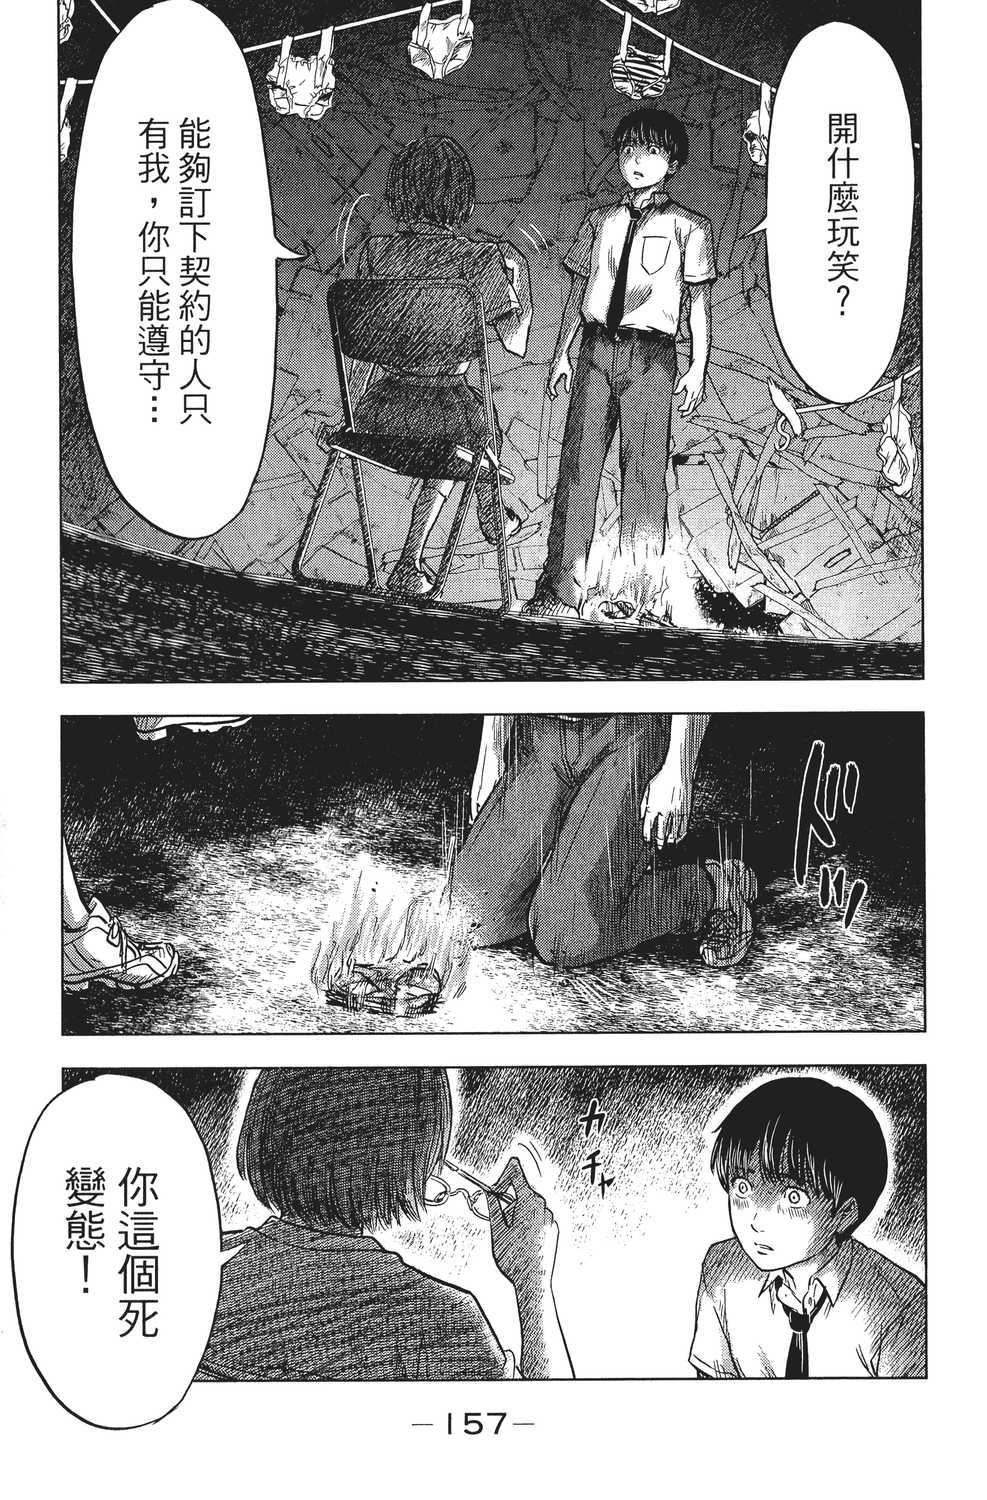 開什麼玩笑？
能夠訂下契約的人只
有我，你只能遵守…
ドドッ
カチャ
你這個死
變態！
—157—